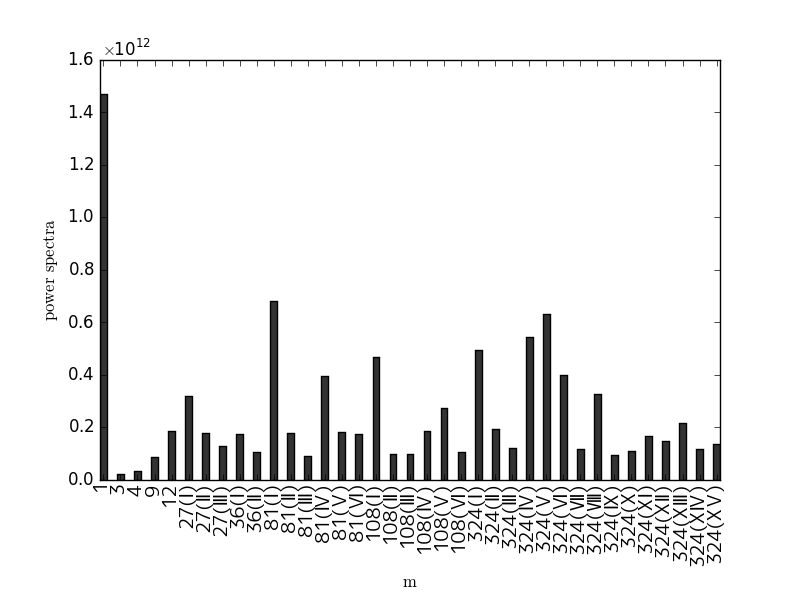 ×10^12
1.6
1.4
1.2
1.0
0.8
0.6
0.4
0.2
0.0
power spectra
1
3
4
9
12
27(I)
27(II)
27(III)
36(I)
36(II)
81(I)
81(II)
81(III)
81(IV)
81(V)
81(VI)
108(I)
108(II)
108(III)
108(IV)
108(V)
108(VI)
324(I)
324(II)
324(III)
324(IV)
324(V)
324(VI)
324(VII)
324(VIII)
324(IX)
324(X)
324(XI)
324(XII)
324(XIII)
324(XIV)
324(XV)
m